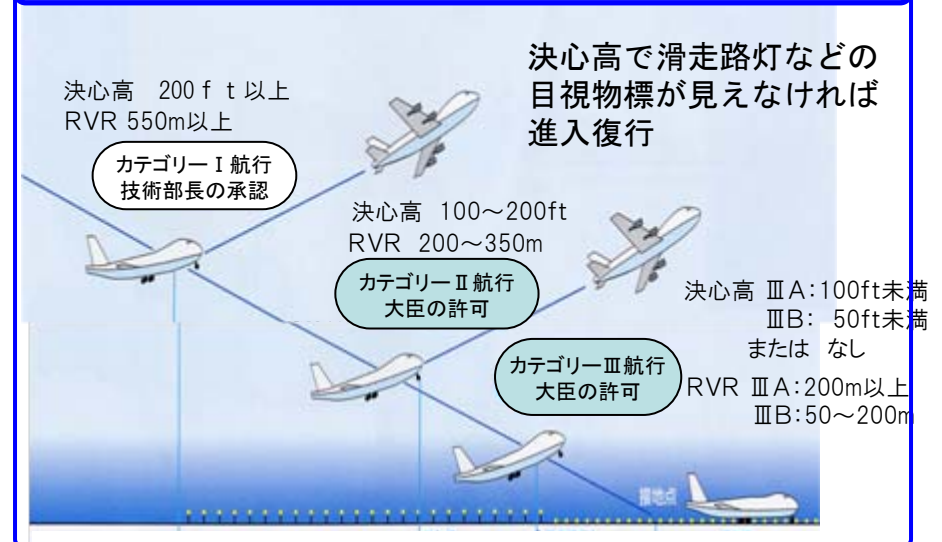 決心高で滑走路灯などの
目視物標が見えなければ
進入復行
決心高　200ｆｔ以上
RVR 550m以上
カテゴリーⅠ航行
技術部長の承認
決心高　100～200ft
RVR　200～350m
カテゴリーⅡ航行
大臣の許可
決心高 ⅢA：100ft未満
ⅢB： 50ft未満
または なし
カテゴリーⅢ航行
大臣の許可
RVR ⅢA：200m以上
ⅢB：50～200m
接地点